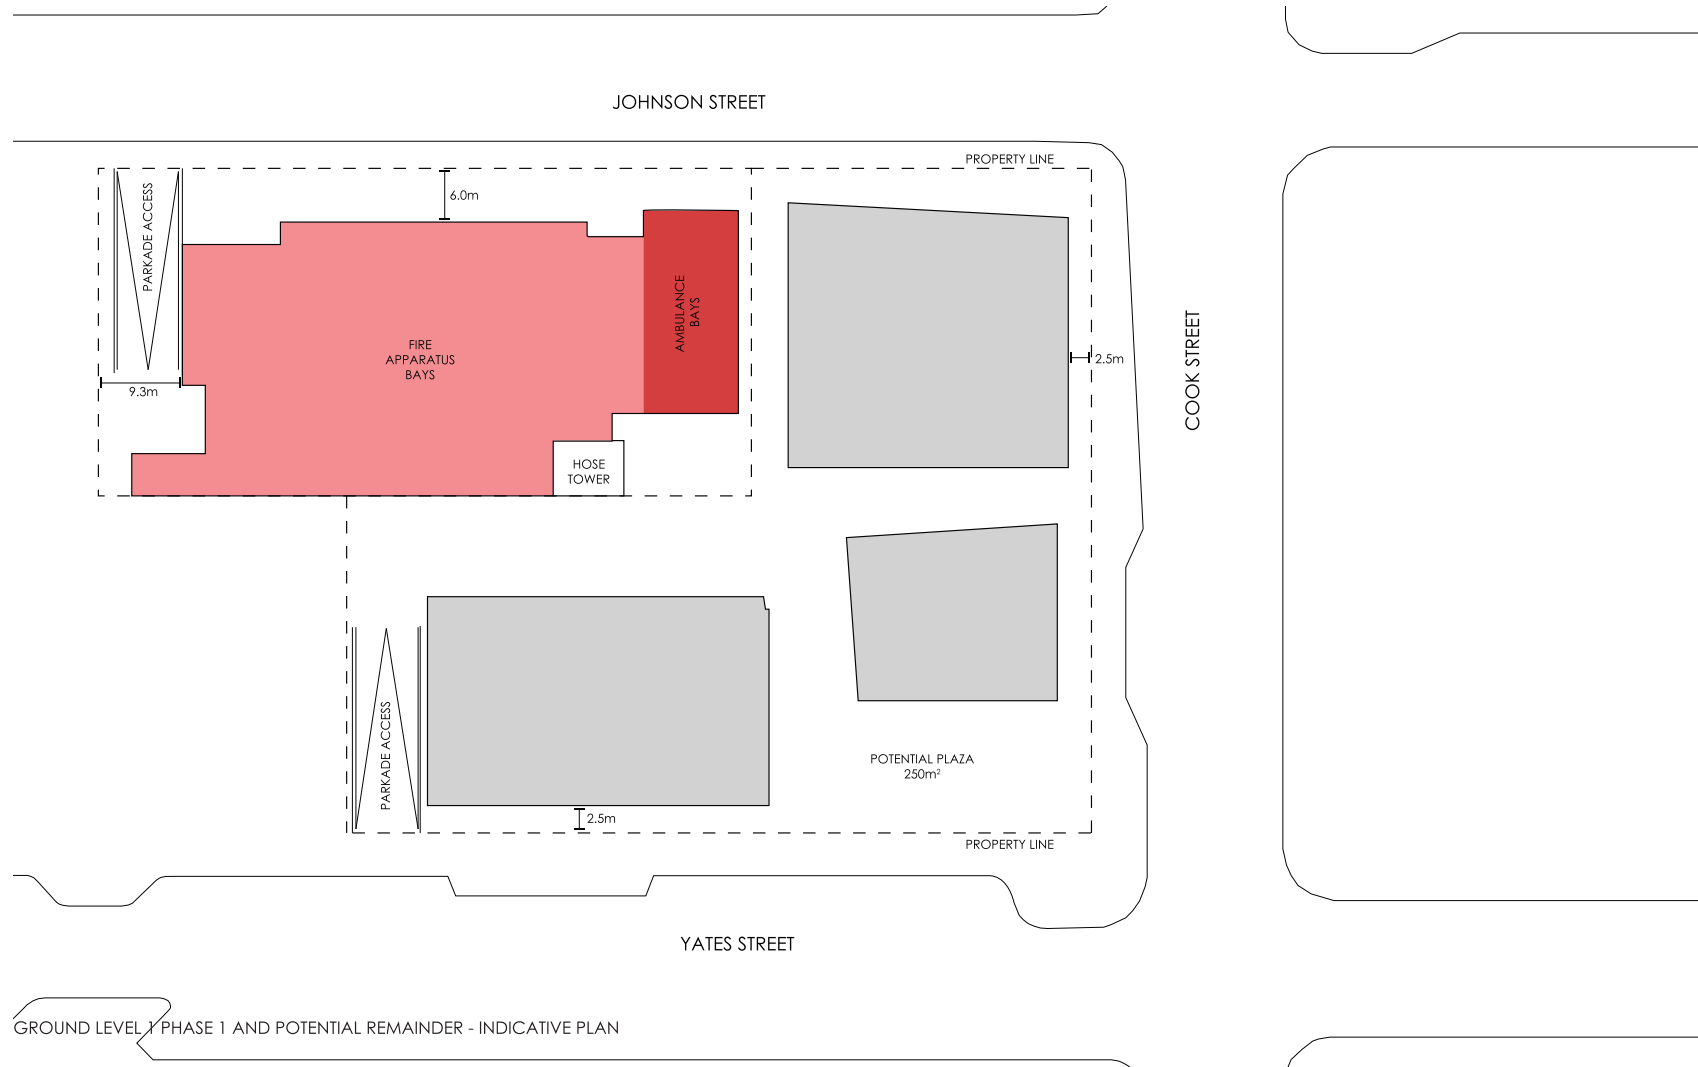 JOHNSON STREET
PROPERTY LINE
PARKADE ACCESS
6.0m
AMBULANCE
BAYS
FIRE
APPARATUS
BAYS
COOK STREET
2.5m
9.3m
HOSE
TOWER
PARKADE ACCESS
POTENTIAL PLAZA
250m²
2.5m
PROPERTY LINE
YATES STREET
GROUND LEVEL 1 PHASE 1 AND POTENTIAL REMAINDER - INDICATIVE PLAN